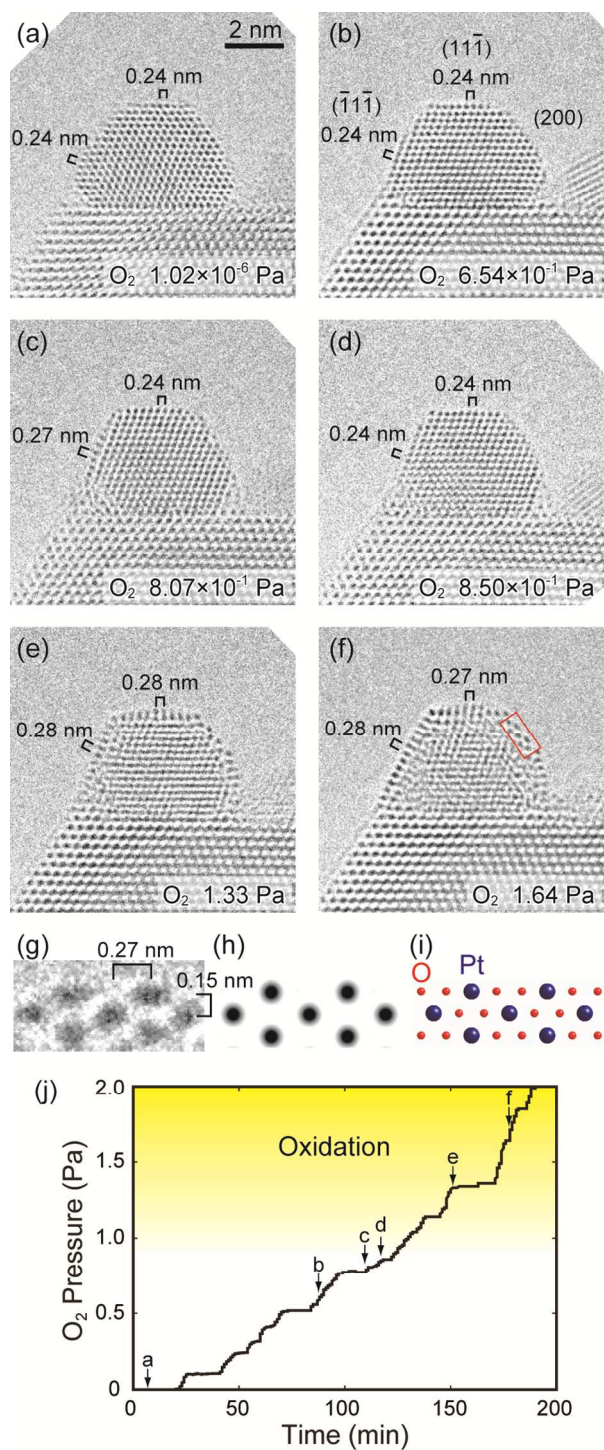 (a)
2 nm
0.24 nm
0.24 nm
O₂ 1.02×10⁻⁶ Pa
(b)
(111̄)
0.24 nm
(1̄11̄)
0.24 nm
(200)
O₂ 6.54×10⁻¹ Pa
(c)
0.24 nm
0.27 nm
O₂ 8.07×10⁻¹ Pa
(d)
0.24 nm
0.24 nm
O₂ 8.50×10⁻¹ Pa
(e)
0.28 nm
0.28 nm
O₂ 1.33 Pa
(f)
0.27 nm
0.28 nm
O₂ 1.64 Pa
(g)
0.27 nm
0.15 nm
(h)
(i)
O
Pt
(j)
Oxidation
a
b
c
d
e
f
O₂ Pressure (Pa)
2.0
1.5
1.0
0.5
0
0
50
100
150
200
Time (min)